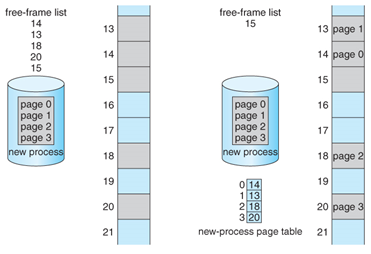 free-frame list
14
13
18
20
15
page 0
page 1
page 2
page 3
new process
13
14
15
16
17
18
19
20
21
free-frame list
15
page 0
page 1
page 2
page 3
new process
0 14
1 13
2 18
3 20
new-process page table
13 page 1
14 page 0
15
16
17
18 page 2
19
20 page 3
21